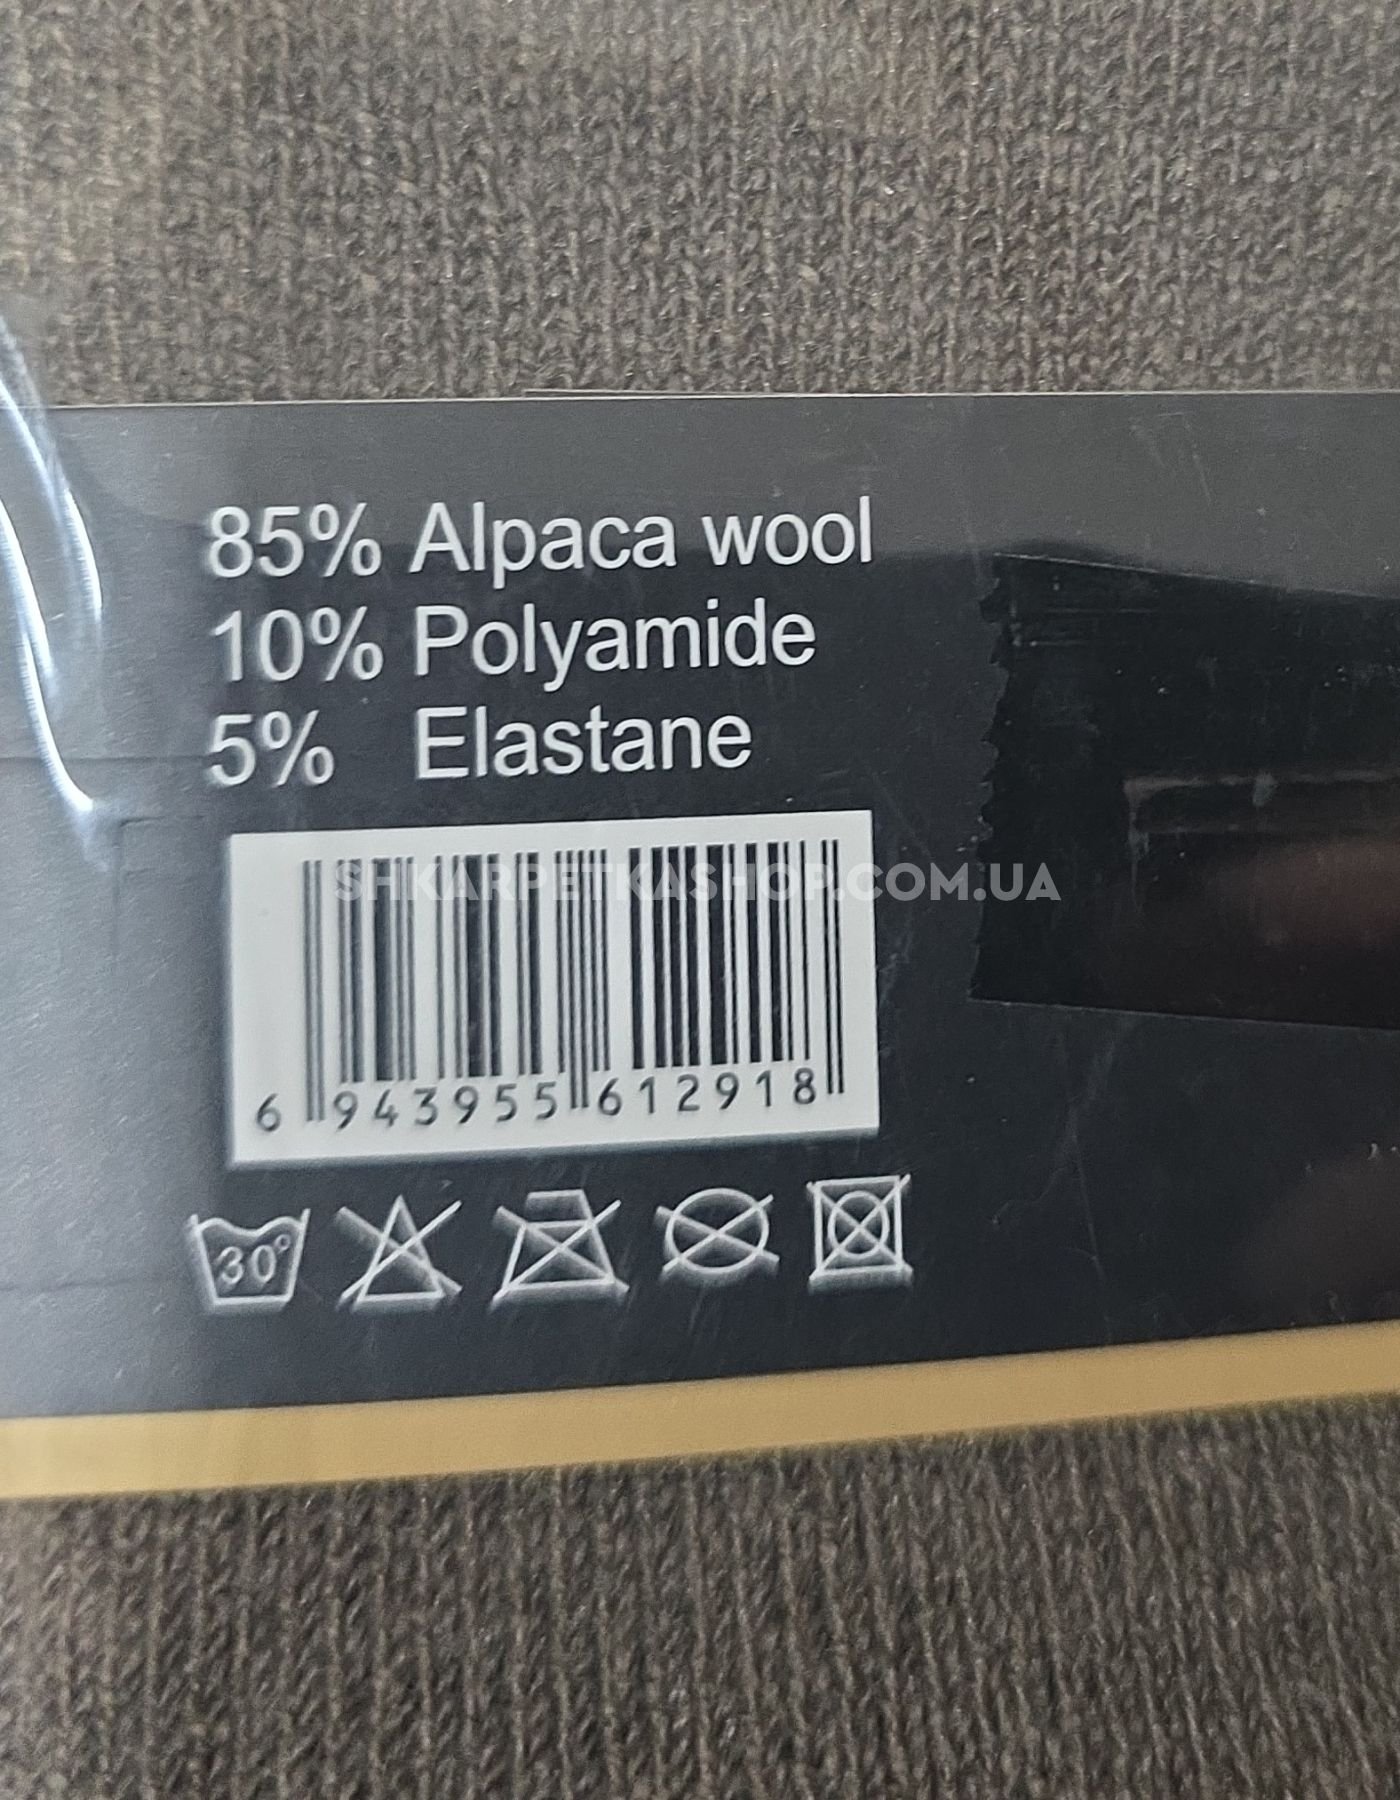 85% Alpaca wool
10% Polyamide
5% Elastane
SHKARPETKASHOP.COM.UA
6 943955 612918
30°